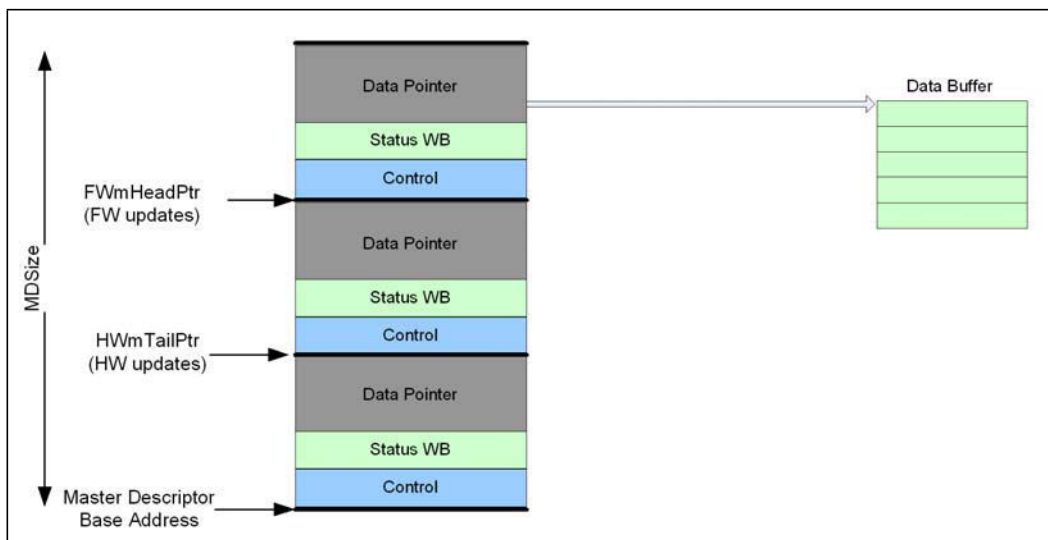 Data Pointer
Data Buffer
Status WB
Control
FWmHeadPtr
(FW updates)
Data Pointer
MDSize
Status WB
Control
HWmTailPtr
(HW updates)
Data Pointer
Status WB
Control
Master Descriptor
Base Address